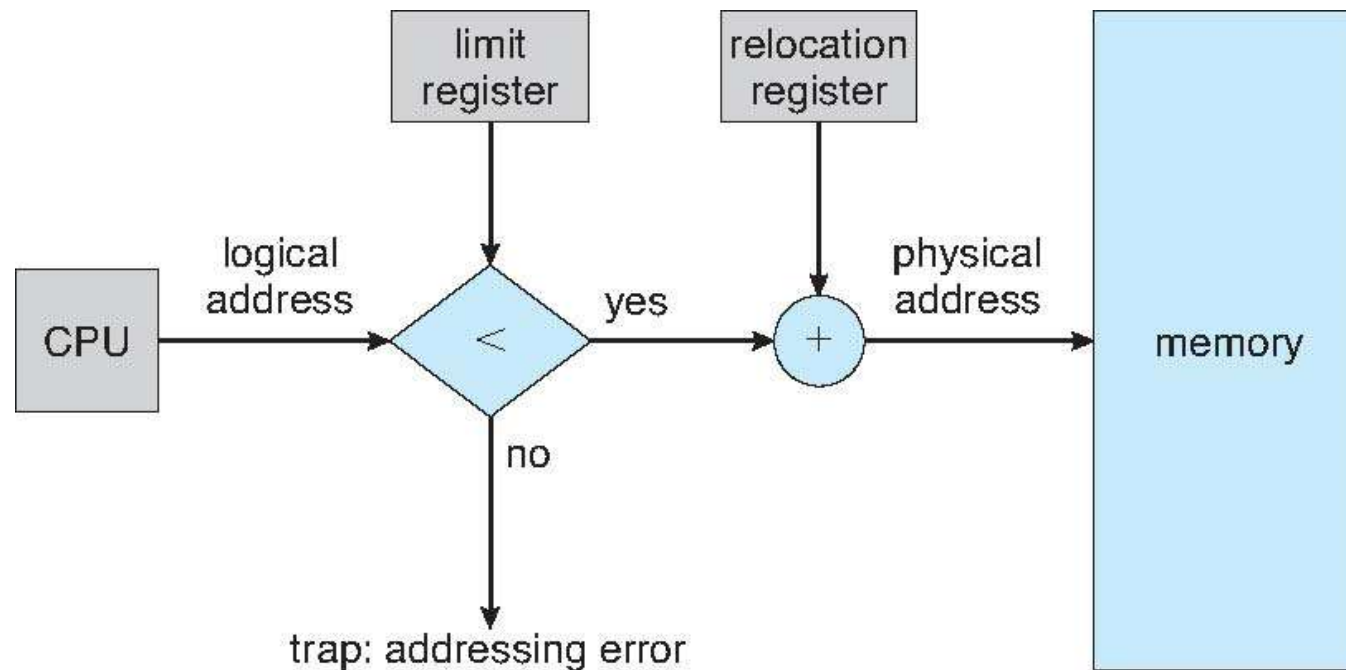 limit
register
relocation
register
logical
address
physical
address
CPU
<
yes
+
memory
no
trap: addressing error